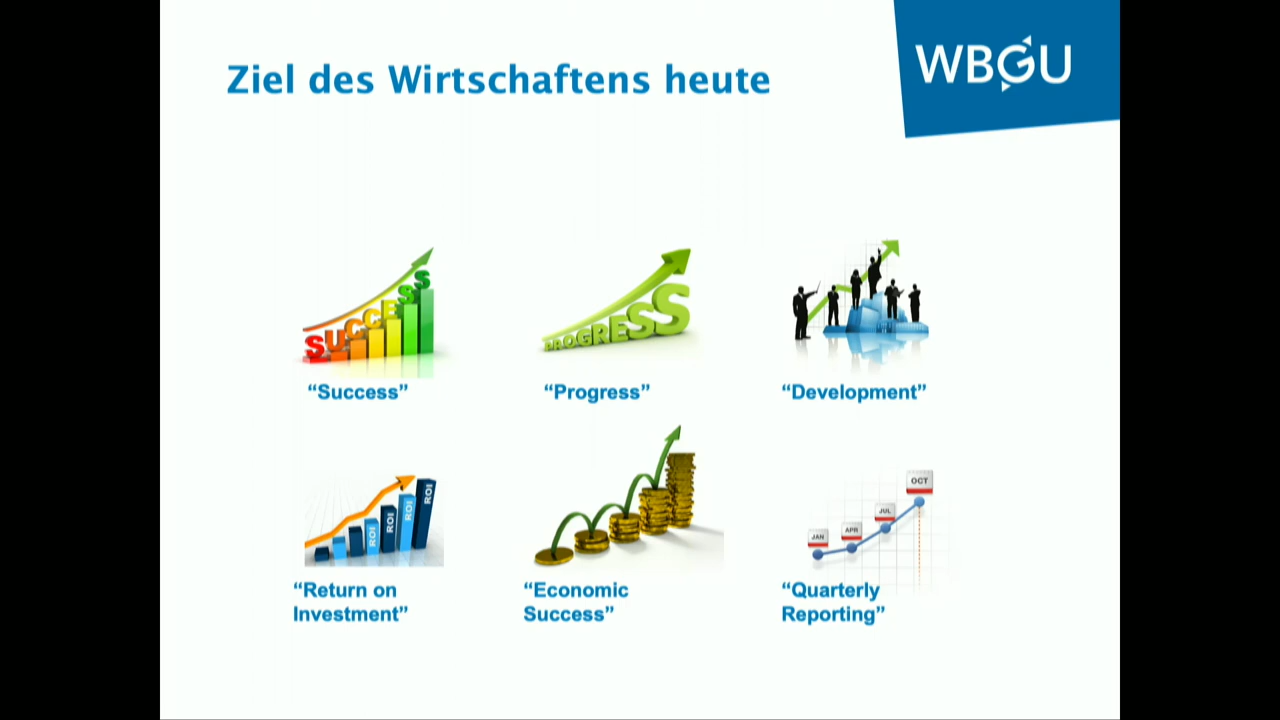 Ziel des Wirtschaftens heute
WBGU
SUCCESS
PROGRESS
“Success”
“Progress”
“Development”
ROI
ROI
ROI
ROI
OCT
JUL
APR
JAN
“Return on
Investment”
“Economic
Success”
“Quarterly
Reporting”